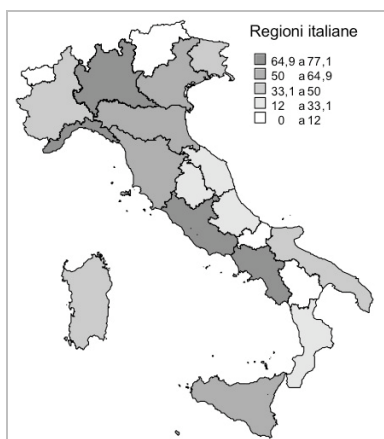 Regioni italiane
64,9 a 77,1
50 a 64,9
33,1 a 50
12 a 33,1
0 a 12